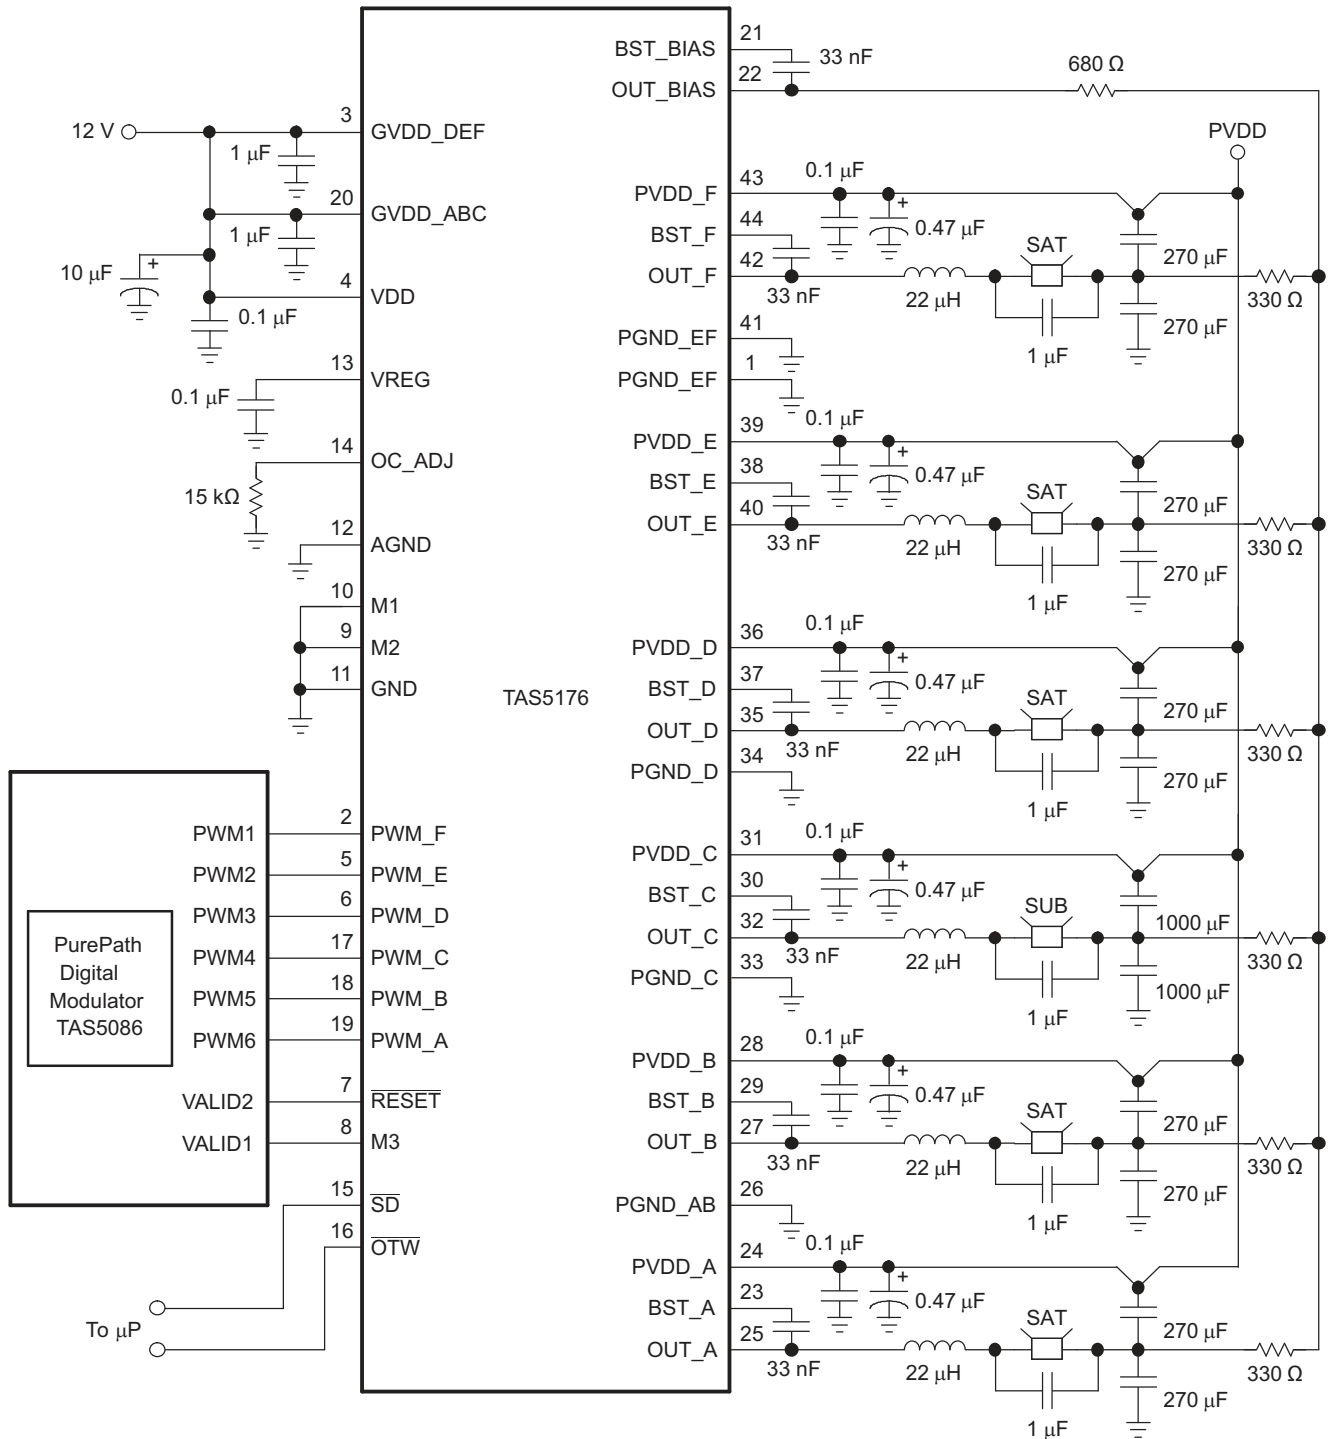 12 V
1 μF
1 μF
10 μF
+
0.1 μF
0.1 μF
15 kΩ
3
GVDD_DEF
20
GVDD_ABC
4
VDD
13
VREG
14
OC_ADJ
12
AGND
10
M1
9
M2
11
GND
TAS5176
PWM1
2
PWM_F
PWM2
5
PWM_E
PWM3
6
PWM_D
PWM4
17
PWM_C
PWM5
18
PWM_B
PWM6
19
PWM_A
PurePath
Digital
Modulator
TAS5086
VALID2
7
RESET
VALID1
8
M3
15
SD
16
OTW
To μP
BST_BIAS
21
33 nF
OUT_BIAS
22
680 Ω
PVDD
PVDD_F
43
0.1 μF
+
0.47 μF
BST_F
44
OUT_F
42
33 nF
22 μH
SAT
1 μF
270 μF
270 μF
330 Ω
PGND_EF
41
PGND_EF
1
PVDD_E
39
0.1 μF
+
0.47 μF
BST_E
38
OUT_E
40
33 nF
22 μH
SAT
1 μF
270 μF
270 μF
330 Ω
PVDD_D
36
0.1 μF
+
0.47 μF
BST_D
37
OUT_D
35
33 nF
22 μH
SAT
1 μF
270 μF
270 μF
330 Ω
PGND_D
34
PVDD_C
31
0.1 μF
+
0.47 μF
BST_C
30
OUT_C
32
33 nF
22 μH
SUB
1 μF
1000 μF
1000 μF
330 Ω
PGND_C
33
PVDD_B
28
0.1 μF
+
0.47 μF
BST_B
29
OUT_B
27
33 nF
22 μH
SAT
1 μF
270 μF
270 μF
330 Ω
PGND_AB
26
PVDD_A
24
0.1 μF
+
0.47 μF
BST_A
23
OUT_A
25
33 nF
22 μH
SAT
1 μF
270 μF
270 μF
330 Ω